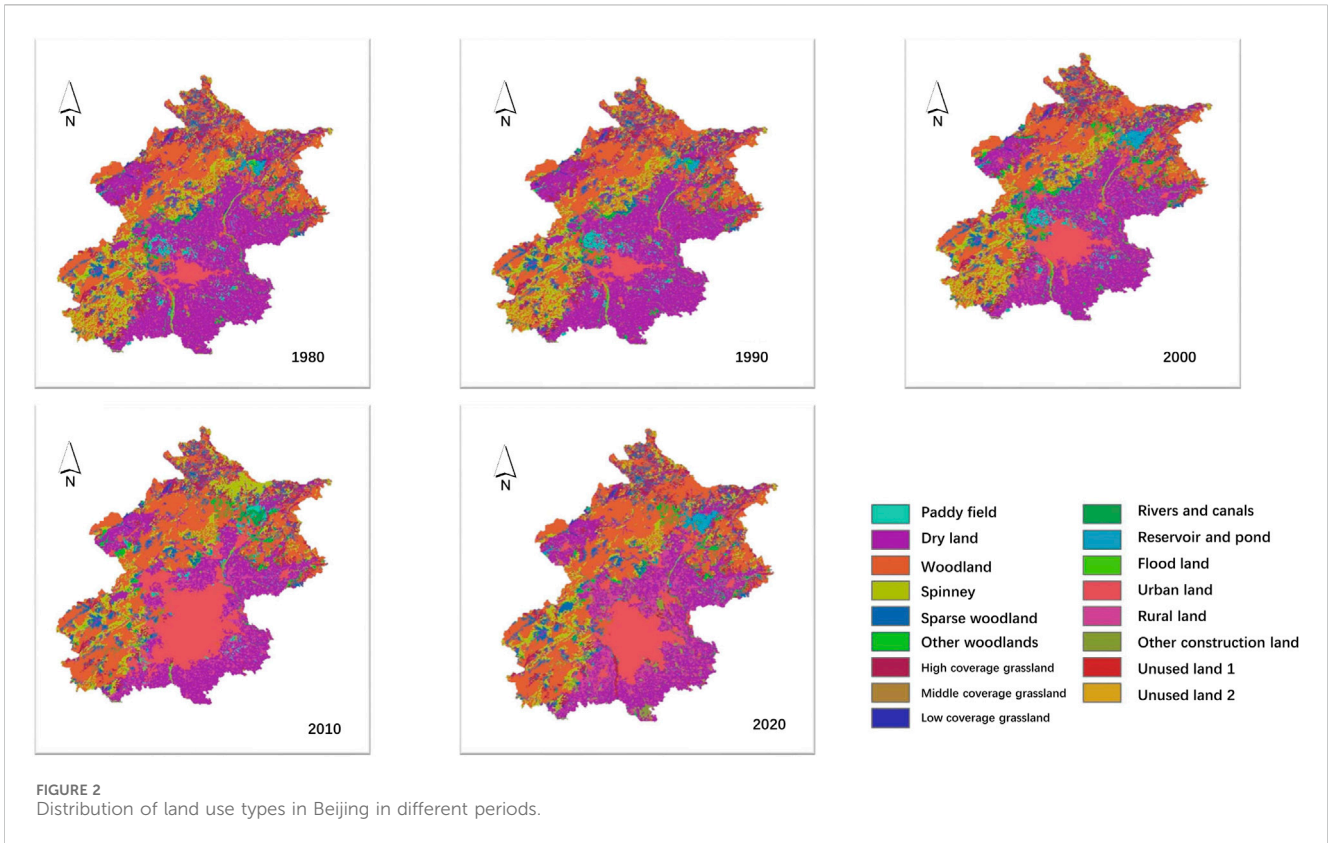 N
1980
N
1990
N
2000
N
2010
N
2020
Paddy field
Dry land
Woodland
Spinney
Sparse woodland
Other woodlands
High coverage grassland
Middle coverage grassland
Low coverage grassland
Rivers and canals
Reservoir and pond
Flood land
Urban land
Rural land
Other construction land
Unused land 1
Unused land 2
FIGURE 2
Distribution of land use types in Beijing in different periods.